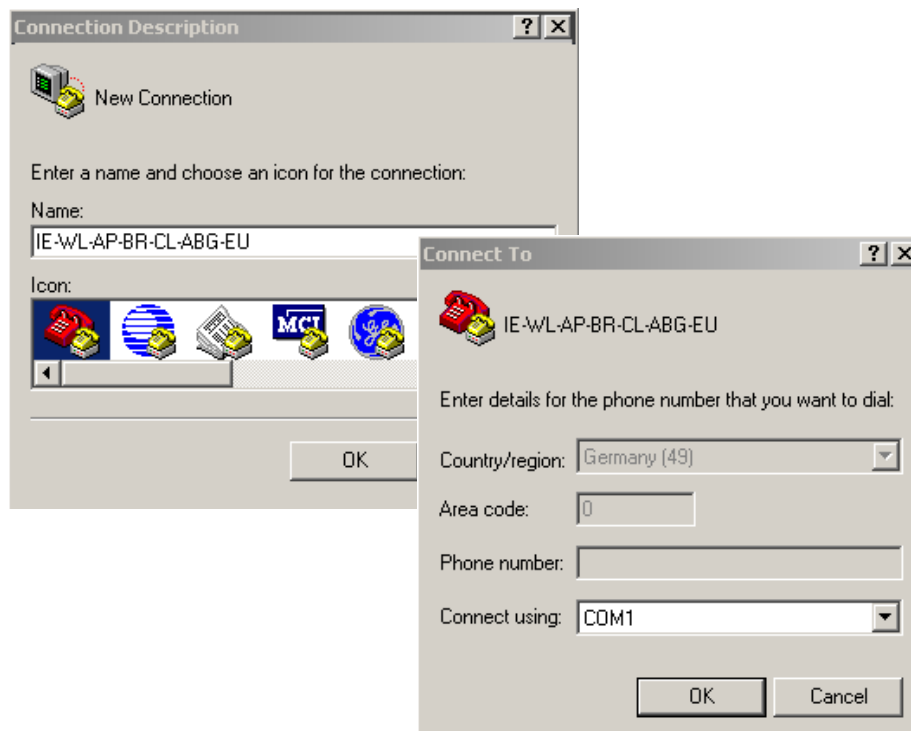 Connection Description
New Connection
Enter a name and choose an icon for the connection:
Name:
IE-WL-AP-BR-CL-ABG-EU
Icon:
MCI
OK
Connect To
IE-WL-AP-BR-CL-ABG-EU
Enter details for the phone number that you want to dial:
Country/region: Germany (49)
Area code: 0
Phone number:
Connect using: COM1
OK Cancel